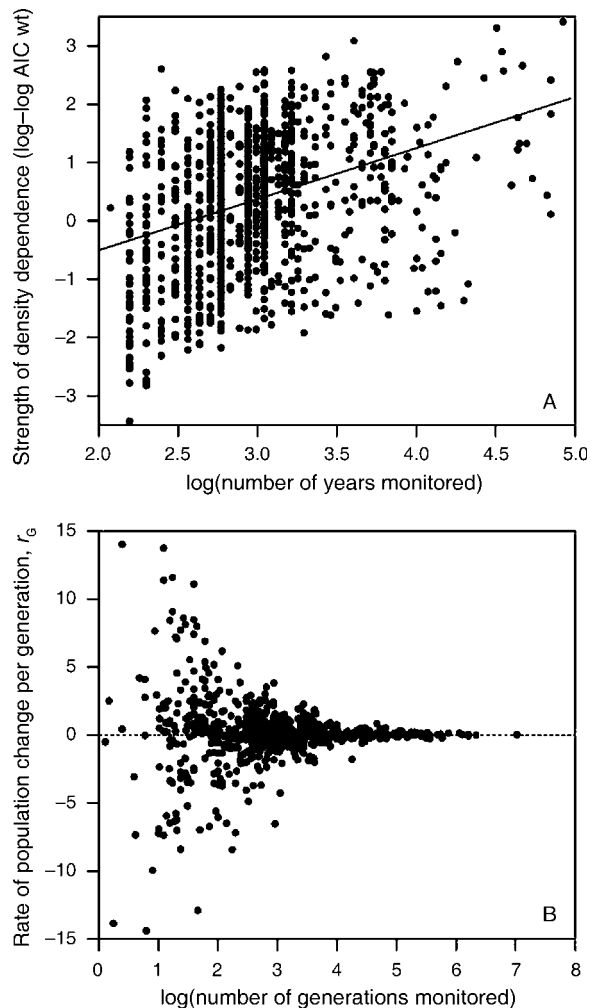 Strength of density dependence (log–log AIC wt)
3
2
1
0
−1
−2
−3
A
2.0 2.5 3.0 3.5 4.0 4.5 5.0
log(number of years monitored)
Rate of population change per generation, rG
15
10
5
0
−5
−10
−15
B
0 1 2 3 4 5 6 7 8
log(number of generations monitored)